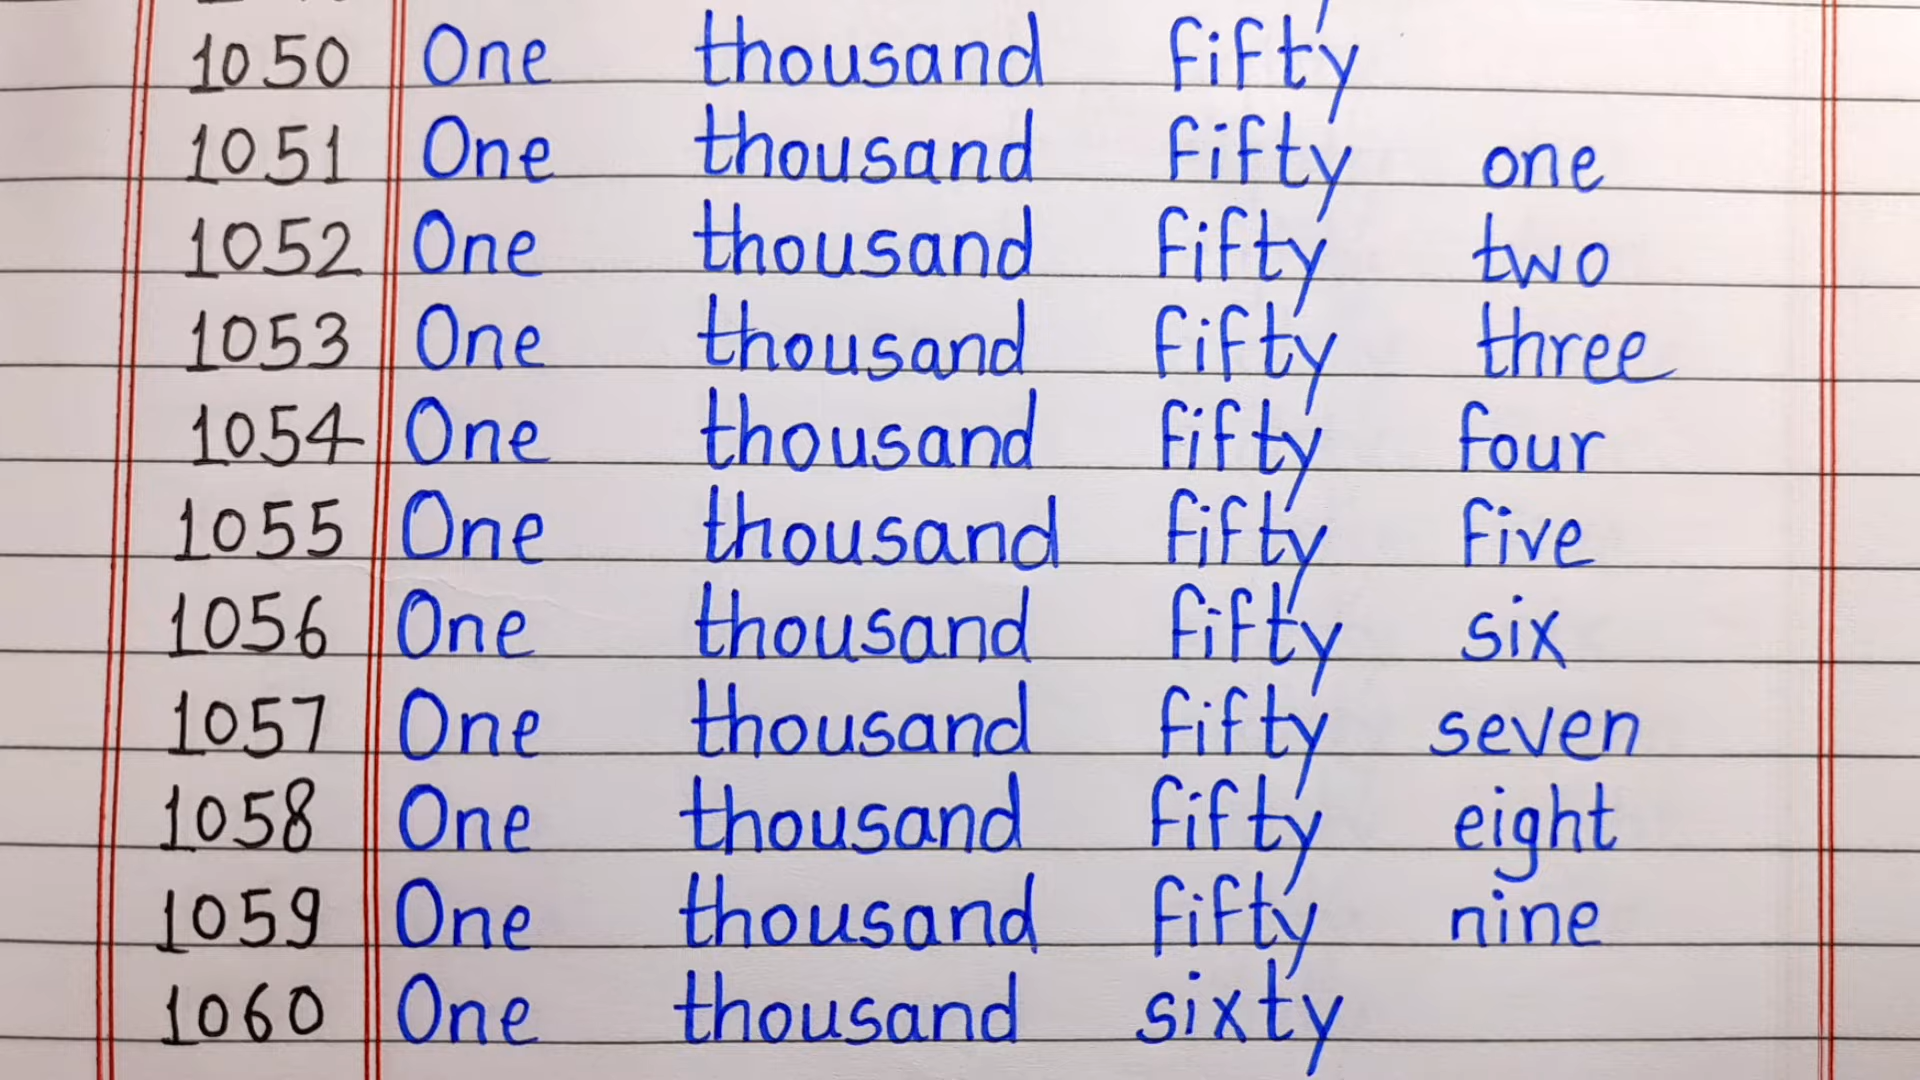 1050 One thousand fifty
1051 One thousand fifty one
1052 One thousand fifty two
1053 One thousand fifty three
1054 One thousand fifty four
1055 One thousand fifty five
1056 One thousand fifty six
1057 One thousand fifty seven
1058 One thousand fifty eight
1059 One thousand fifty nine
1060 One thousand sixty